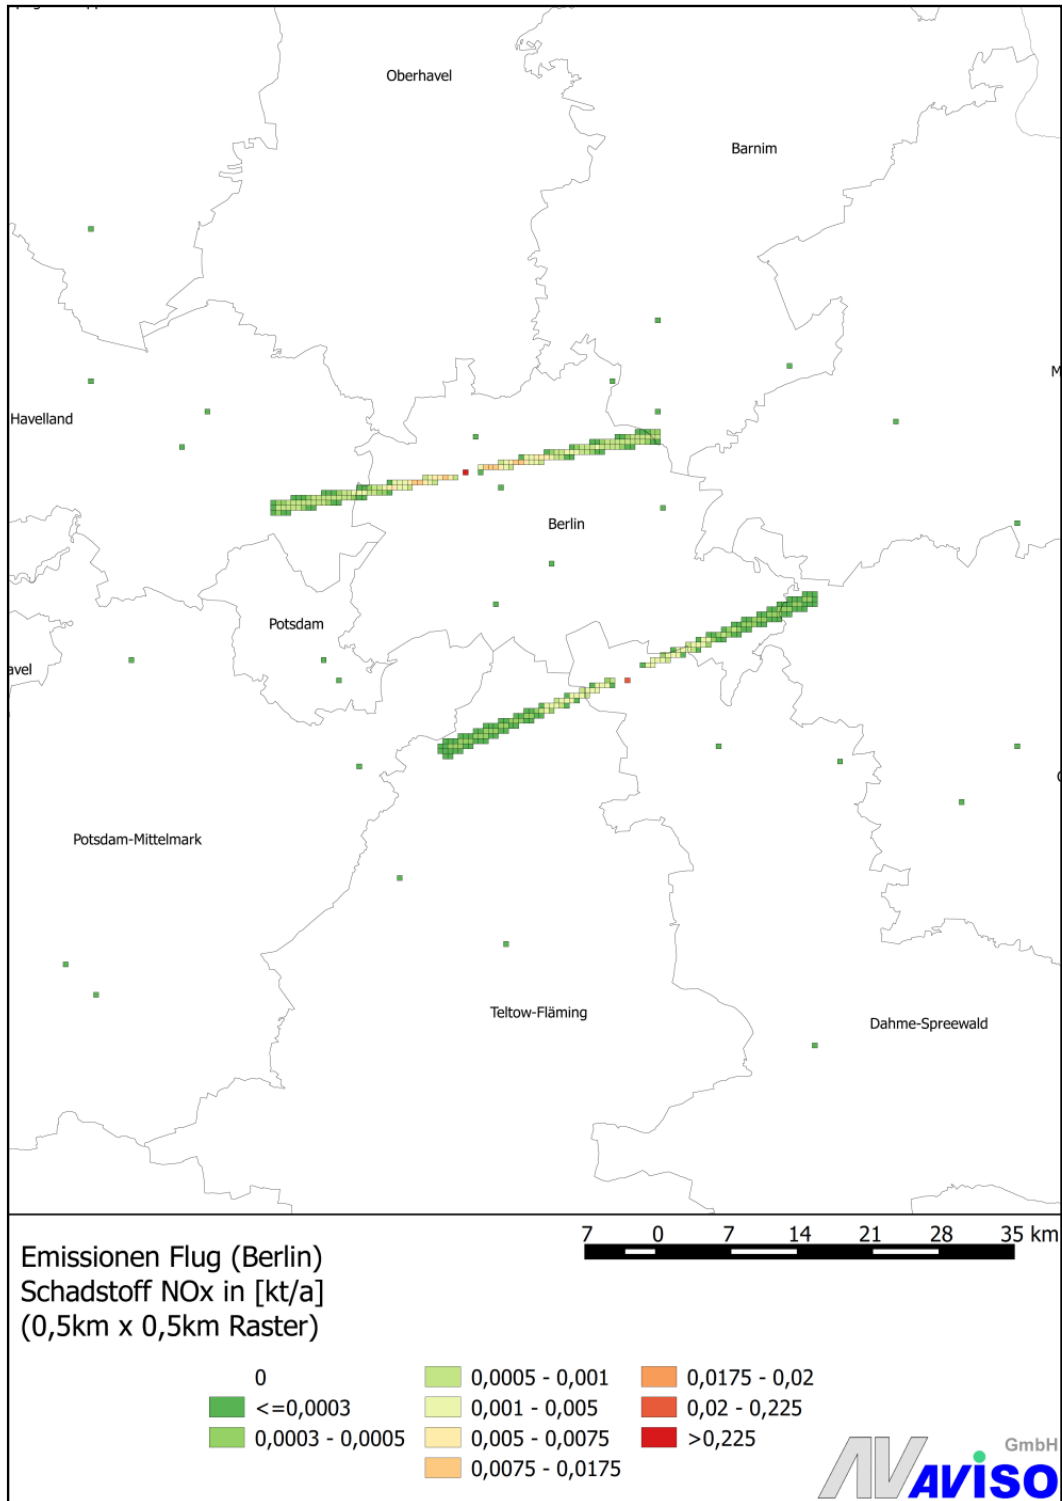 Oberhavel
Barnim
M
Havelland
Berlin
Potsdam
avel
Potsdam-Mittelmark
Teltow-Fläming
Dahme-Spreewald
7 0 7 14 21 28 35 km
Emissionen Flug (Berlin)
Schadstoff NOx in [kt/a]
(0,5km x 0,5km Raster)
0
<=0,0003
0,0003 - 0,0005
0,0005 - 0,001
0,001 - 0,005
0,005 - 0,0075
0,0075 - 0,0175
0,0175 - 0,02
0,02 - 0,225
>0,225
GmbH
AVISO